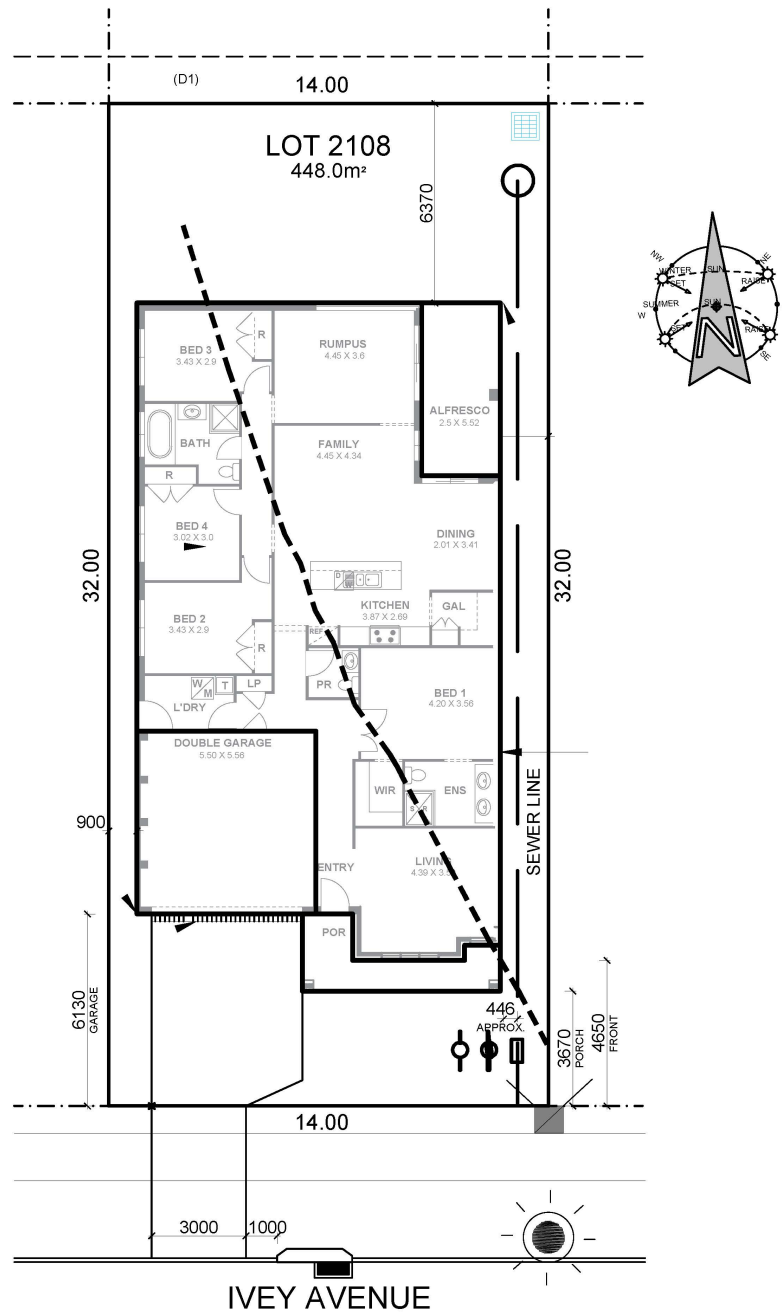 (D1)
14.00
LOT 2108
448.0m²
6370
NW
NE
WINTER
SUN
SET
RAISE
SUMMER
SUN
W
SET
RAISE
SE
N
BED 3
3.43 X 2.9
R
RUMPUS
4.45 X 3.6
ALFRESCO
2.5 X 5.52
BATH
FAMILY
4.45 X 4.34
R
BED 4
3.02 X 3.0
DINING
2.01 X 3.41
32.00
32.00
KITCHEN
3.87 X 2.69
GAL
BED 2
3.43 X 2.9
REF
R
PR
BED 1
4.20 X 3.56
W
M
T
LP
L'DRY
DOUBLE GARAGE
5.50 X 5.56
WIR
ENS
SEWER LINE
900
ENTRY
LIVING
POR
6130
GARAGE
446
APPROX.
3670
PORCH
4650
FRONT
14.00
3000
1000
IVEY AVENUE